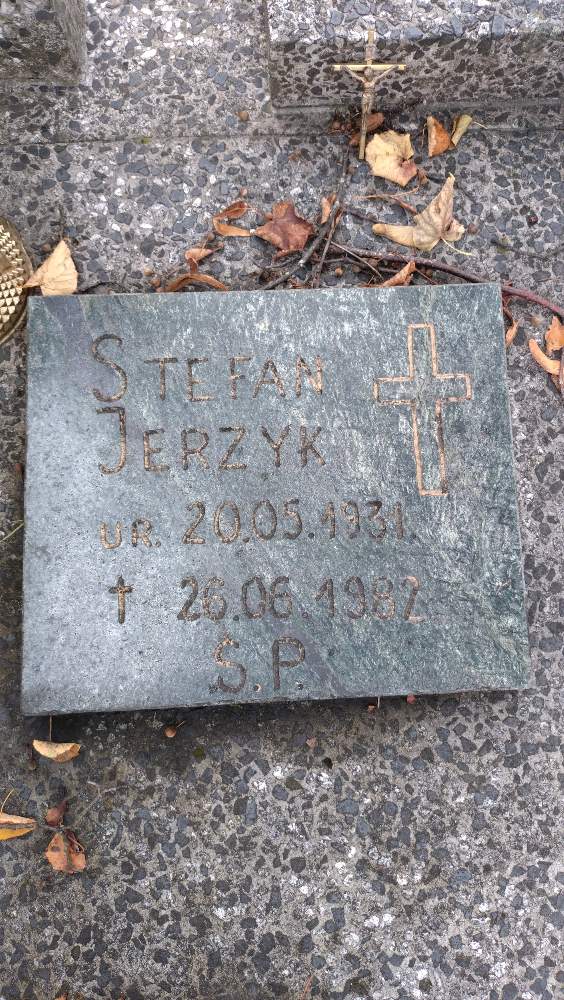 STEFAN
JERZYK
UR. 20.05.1931.
† 26.06.1982
Ś.P.